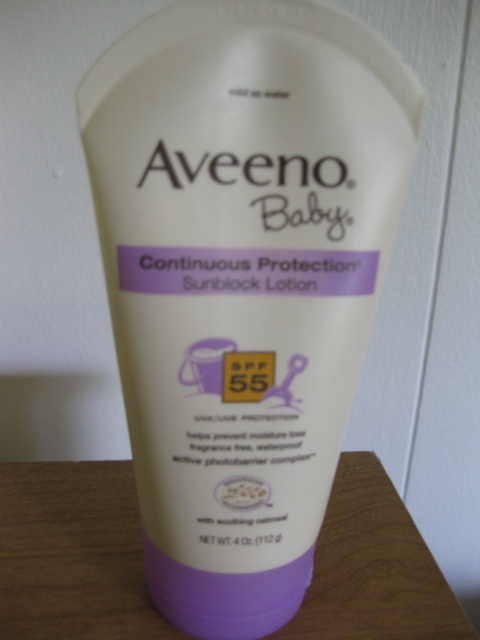 mild as water
Aveeno®
Baby®
Continuous Protection®
Sunblock Lotion
SPF
55
UVA/UVB PROTECTION
helps prevent moisture loss
fragrance free, waterproof
active photobarrier complex™
with soothing oatmeal
NET WT. 4 Oz. (112 g)